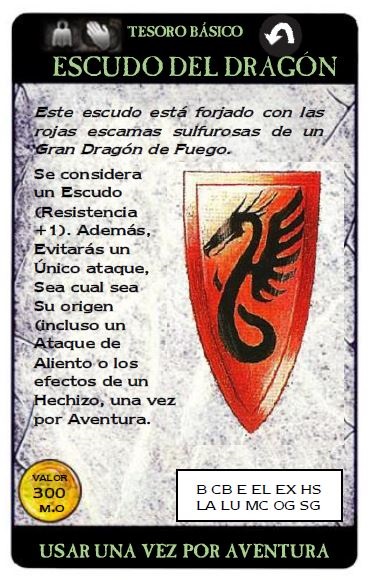 TESORO BÁSICO
ESCUDO DEL DRAGÓN
Este escudo está forjado con las
rojas escamas sulfurosas de un
Gran Dragón de Fuego.
Se considera
un Escudo
(Resistencia
+1). Además,
Evitarás un
Único ataque,
Sea cual sea
Su origen
(incluso un
Ataque de
Aliento o los
efectos de un
Hechizo, una vez
por Aventura.
VALOR
300
M.O
B CB E EL EX HS
LA LU MC OG SG
USAR UNA VEZ POR AVENTURA